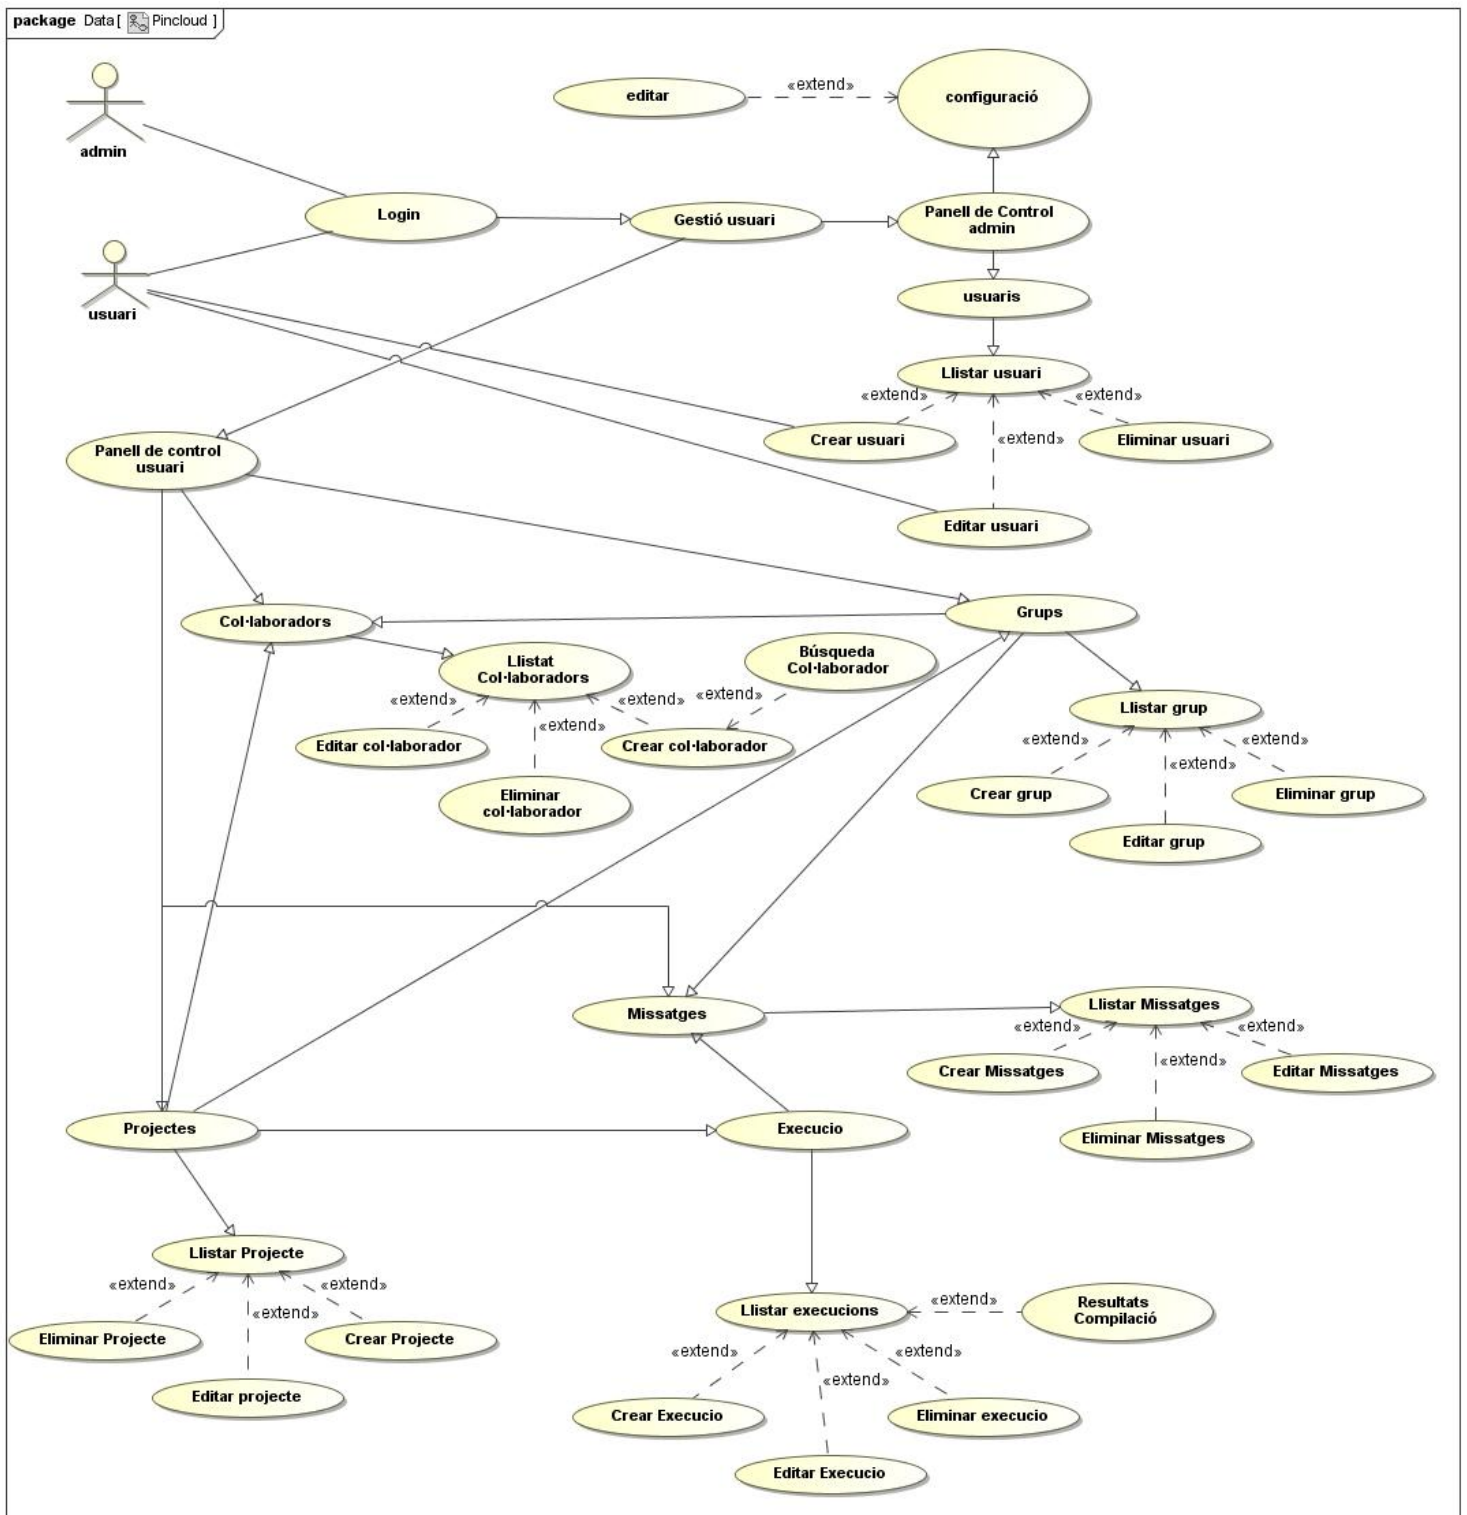 package Data [ Pincloud ]
admin
editar
«extend»
configuració
Login
Gestió usuari
Panell de Control
admin
usuari
usuaris
Llistar usuari
«extend»
«extend»
Crear usuari
«extend»
Eliminar usuari
Panell de control
usuari
Editar usuari
Col·laboradors
Grups
Llistat
Col·laboradors
Búsqueda
Col·laborador
«extend»
«extend»
«extend»
«extend»
Editar col·laborador
Crear col·laborador
Eliminar
col·laborador
Llistar grup
«extend»
«extend»
«extend»
Crear grup
Eliminar grup
Editar grup
Missatges
Llistar Missatges
«extend»
«extend»
«extend»
Crear Missatges
Editar Missatges
Eliminar Missatges
Projectes
Execucio
Llistar Projecte
«extend»
«extend»
«extend»
Eliminar Projecte
Crear Projecte
Editar projecte
Llistar execucions
«extend»
Resultats
Compilació
«extend»
«extend»
«extend»
Crear Execucio
Eliminar execucio
Editar Execucio